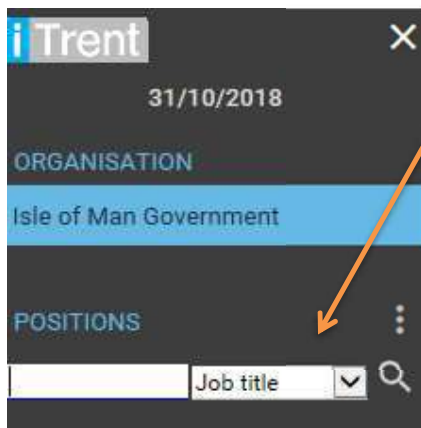 iTrent
31/10/2018
ORGANISATION
Isle of Man Government
POSITIONS
Job title